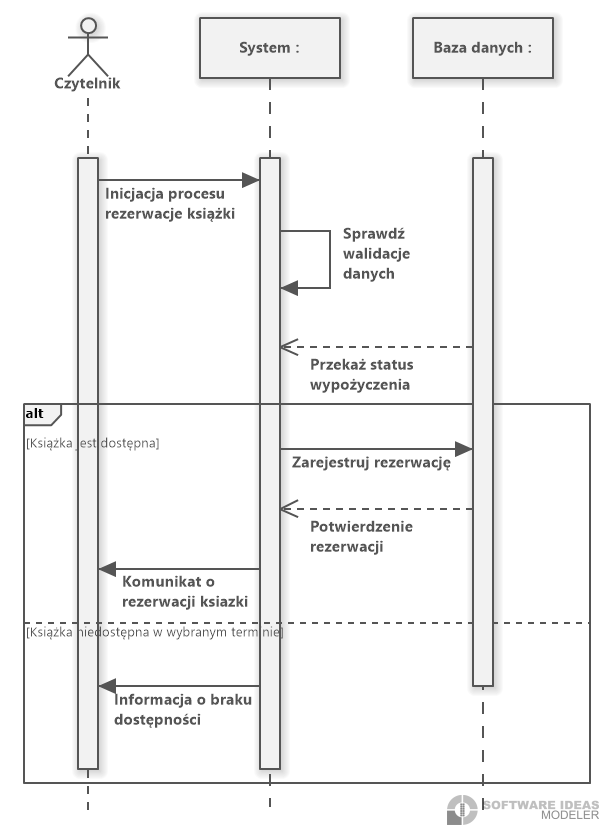 Czytelnik
System :
Baza danych :
Inicjacja procesu
rezerwacje książki
Sprawdź
walidacje
danych
Przekaż status
wypożyczenia
alt
[Książka jest dostępna]
Zarejestruj rezerwację
Potwierdzenie
rezerwacji
Komunikat o
rezerwacji ksiazki
[Książka niedostępna w wybranym terminie]
Informacja o braku
dostępności
SOFTWARE IDEAS
MODELER